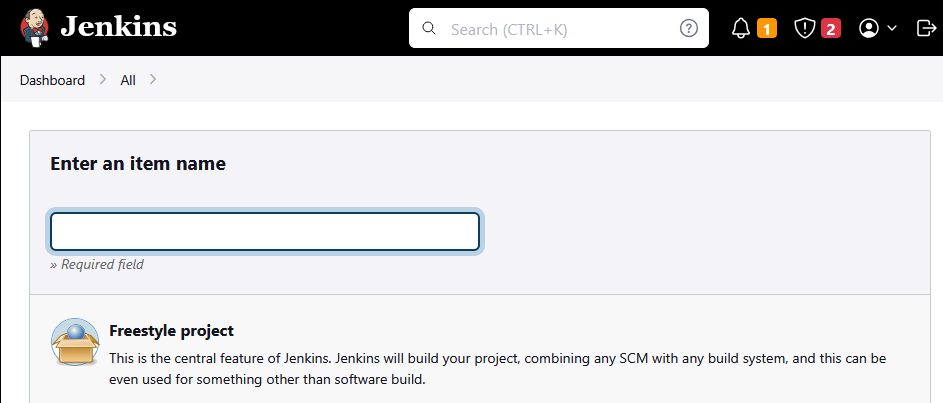 Jenkins
Search (CTRL+K)
?
1
2
Dashboard > All >
Enter an item name
» Required field
Freestyle project
This is the central feature of Jenkins. Jenkins will build your project, combining any SCM with any build system, and this can be
even used for something other than software build.